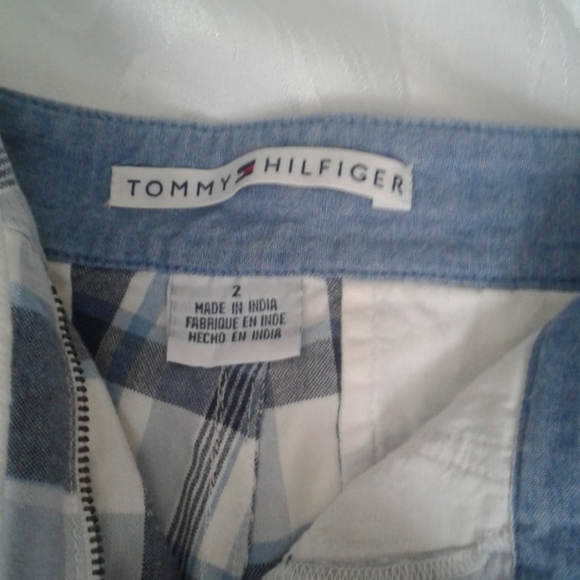 TOMMY HILFIGER
2
MADE IN INDIA
FABRIQUE EN INDE
HECHO EN INDIA